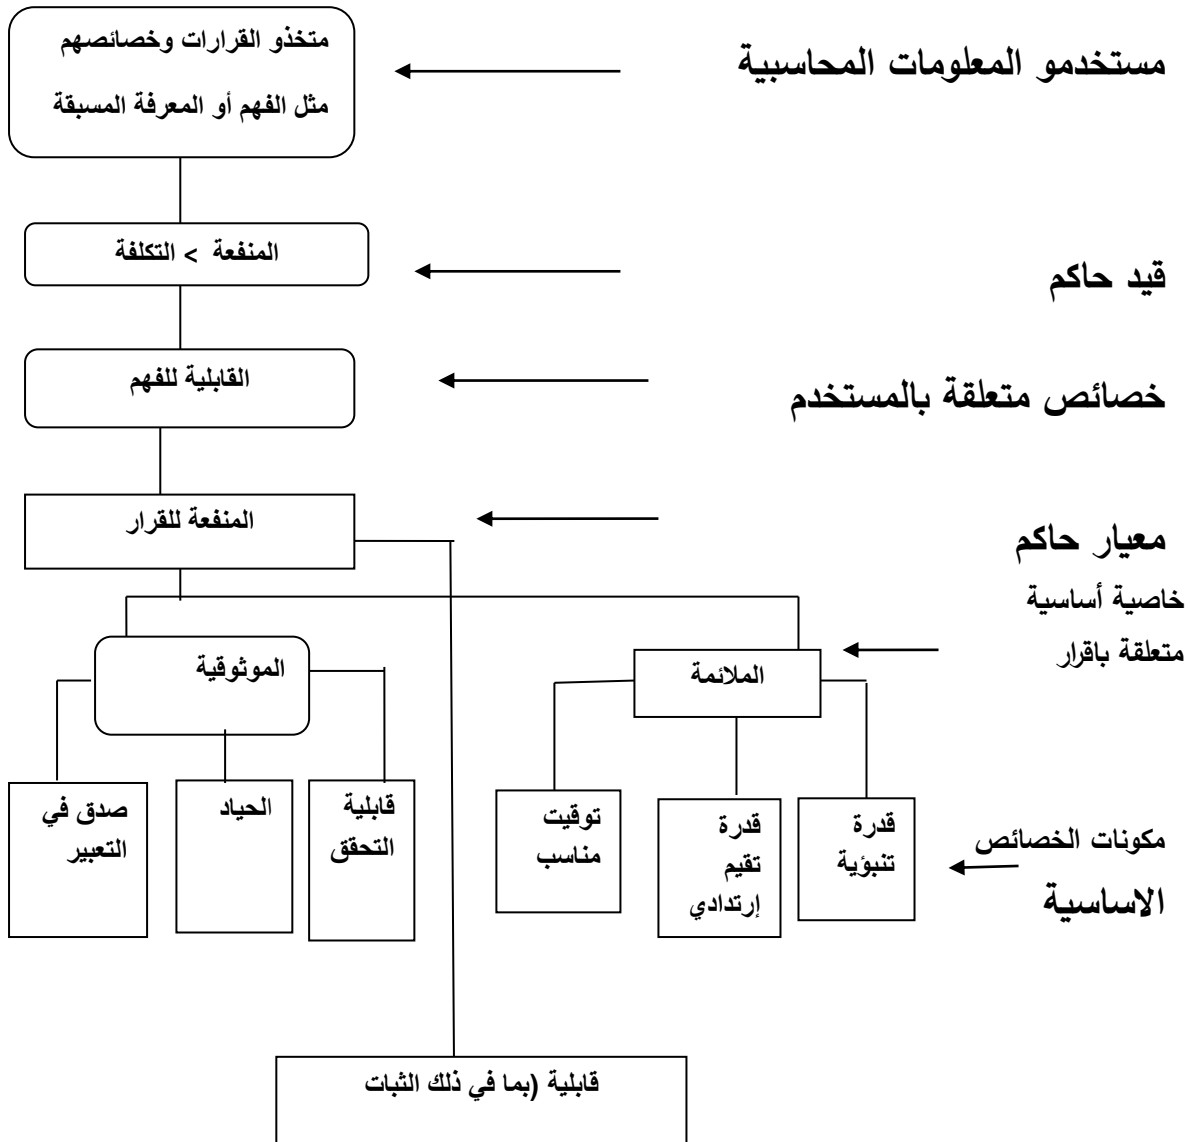 متخذو القرارات وخصائصهم
مثل الفهم أو المعرفة المسبقة
مستخدمو المعلومات المحاسبية
المنفعة > التكلفة
قيد حاكم
القابلية للفهم
خصائص متعلقة بالمستخدم
المنفعة للقرار
معيار حاكم
خاصية أساسية
متعلقة باقرار
الملائمة
الموثوقية
قدرة
تنبؤية
قدرة
تقيم
إرتدادي
توقيت
مناسب
قابلية
التحقق
الحياد
صدق في
التعبير
مكونات الخصائص
الاساسية
قابلية (بما في ذلك الثبات